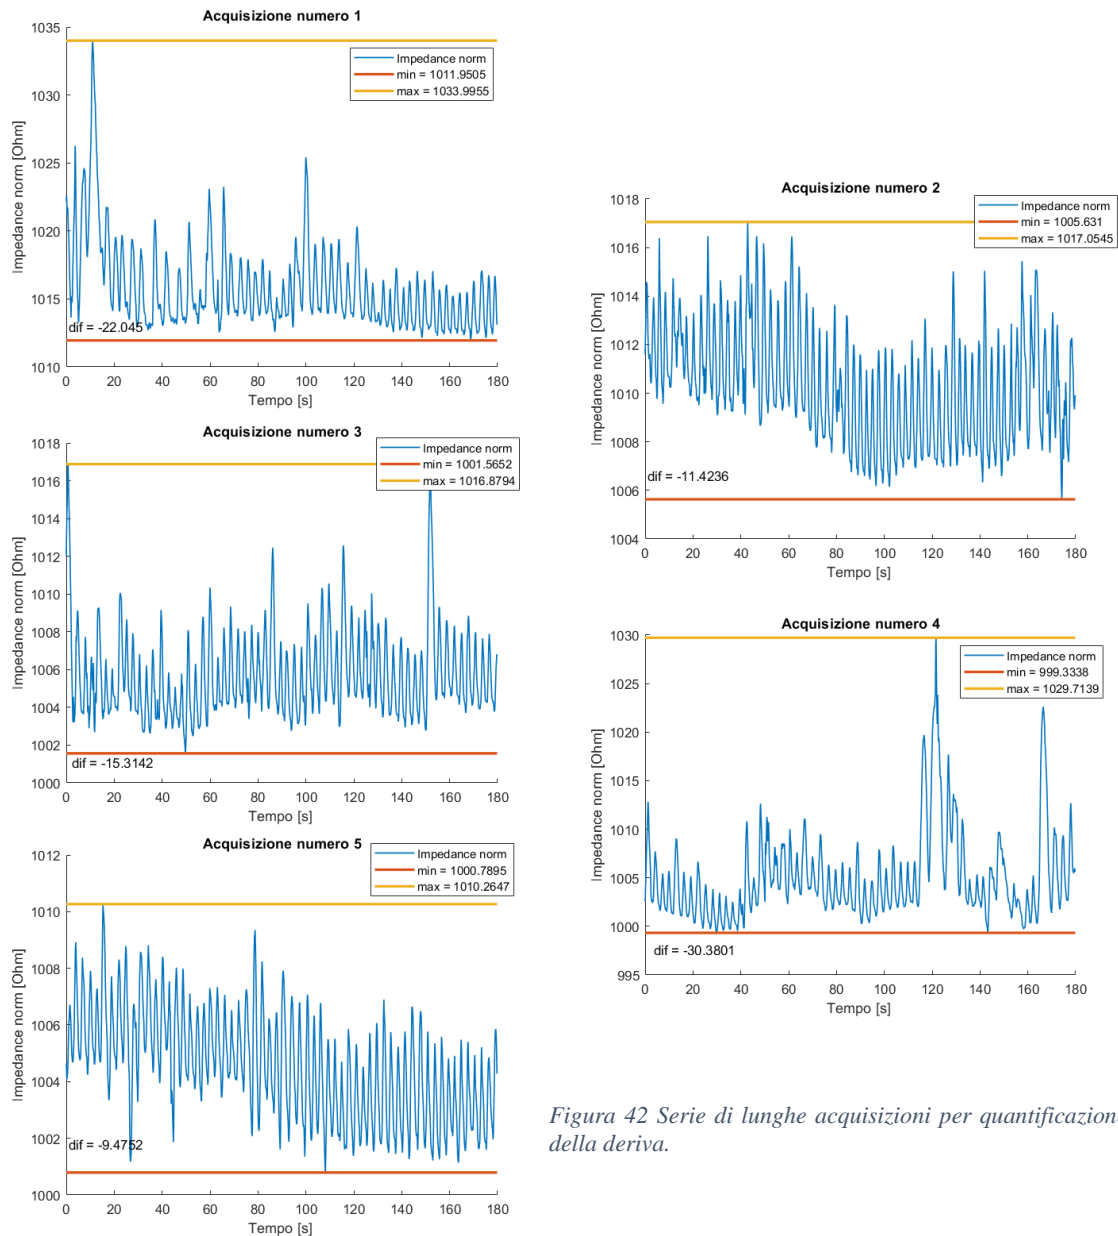 Acquisizione numero 1
1035
1030
1025
1020
1015
1010
Impedance norm [Ohm]
Impedance norm
min = 1011.9505
max = 1033.9955
dif = -22.045
0 20 40 60 80 100 120 140 160 180
Tempo [s]
Acquisizione numero 2
1018
1016
1014
1012
1010
1008
1006
1004
Impedance norm [Ohm]
Impedance norm
min = 1005.631
max = 1017.0545
dif = -11.4236
0 20 40 60 80 100 120 140 160 180
Tempo [s]
Acquisizione numero 3
1018
1016
1014
1012
1010
1008
1006
1004
1002
1000
Impedance norm [Ohm]
Impedance norm
min = 1001.5652
max = 1016.8794
dif = -15.3142
0 20 40 60 80 100 120 140 160 180
Tempo [s]
Acquisizione numero 4
1030
1025
1020
1015
1010
1005
1000
995
Impedance norm [Ohm]
Impedance norm
min = 999.3338
max = 1029.7139
dif = -30.3801
0 20 40 60 80 100 120 140 160 180
Tempo [s]
Acquisizione numero 5
1012
1010
1008
1006
1004
1002
1000
Impedance norm [Ohm]
Impedance norm
min = 1000.7895
max = 1010.2647
dif = -9.4752
0 20 40 60 80 100 120 140 160 180
Tempo [s]
Figura 42 Serie di lunghe acquisizioni per quantificazion
della deriva.